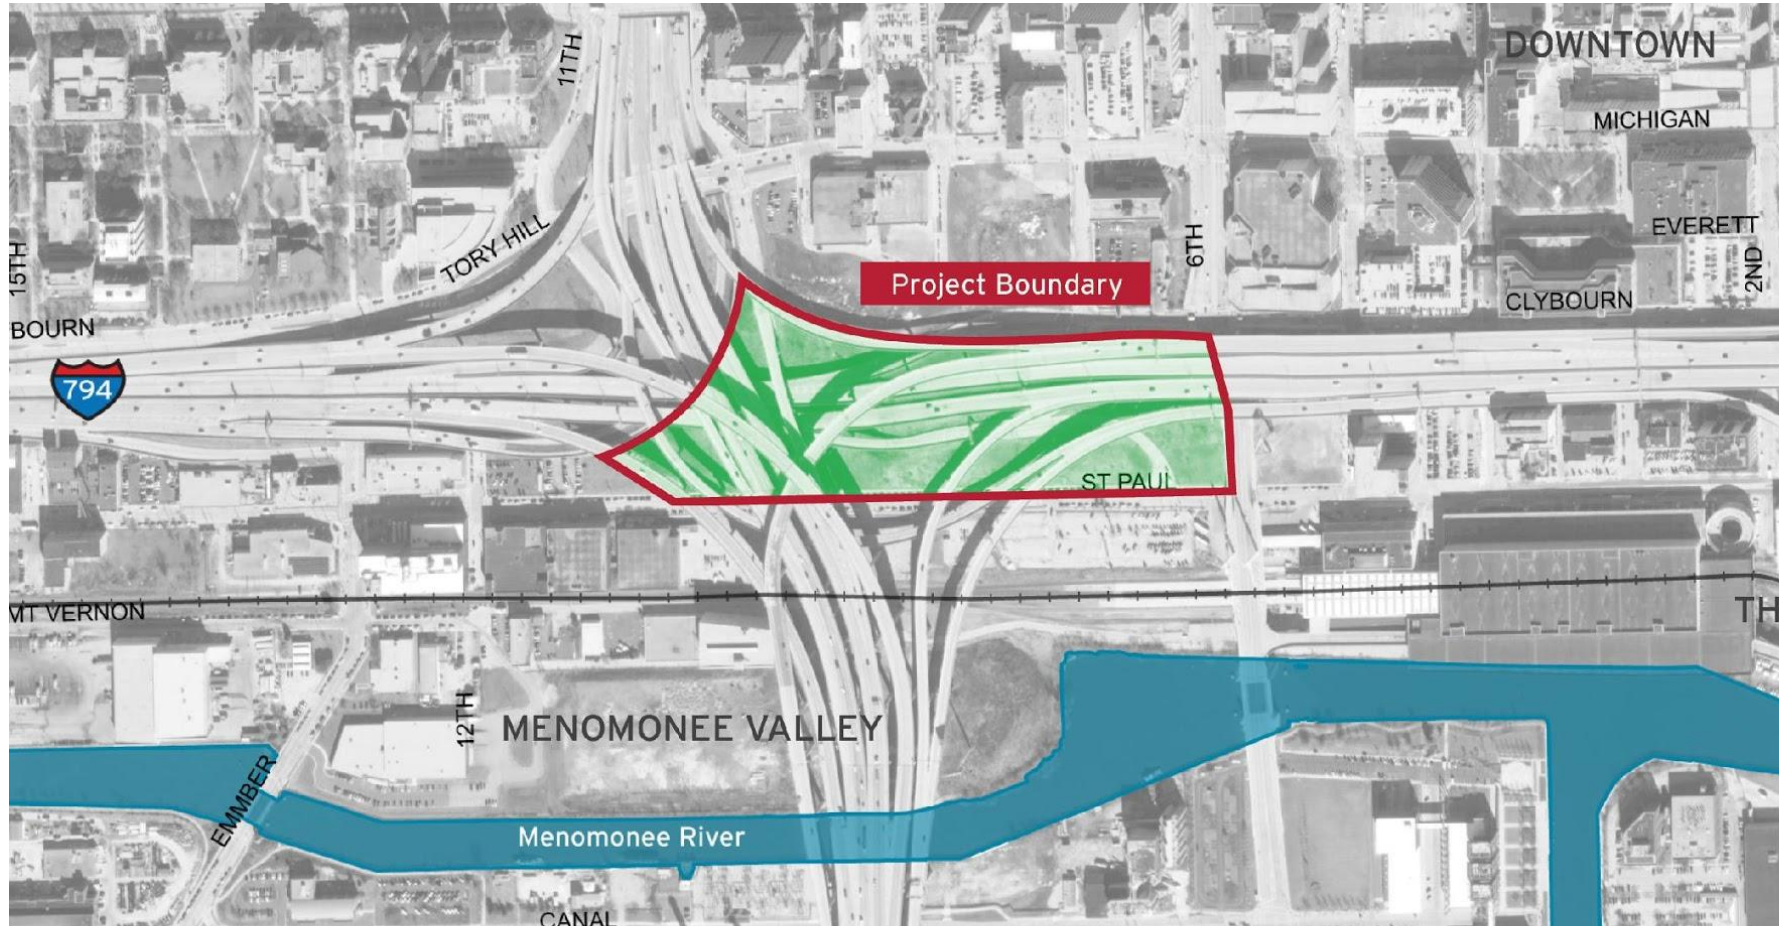 DOWNTOWN
11TH
MICHIGAN
TORY HILL
EVERETT
6TH
2ND
15TH
Project Boundary
CLYBOURN
BOURN
794
ST PAUL
MT VERNON
TH
12TH
MENOMONEE VALLEY
EMMBER
Menomonee River
CANAL